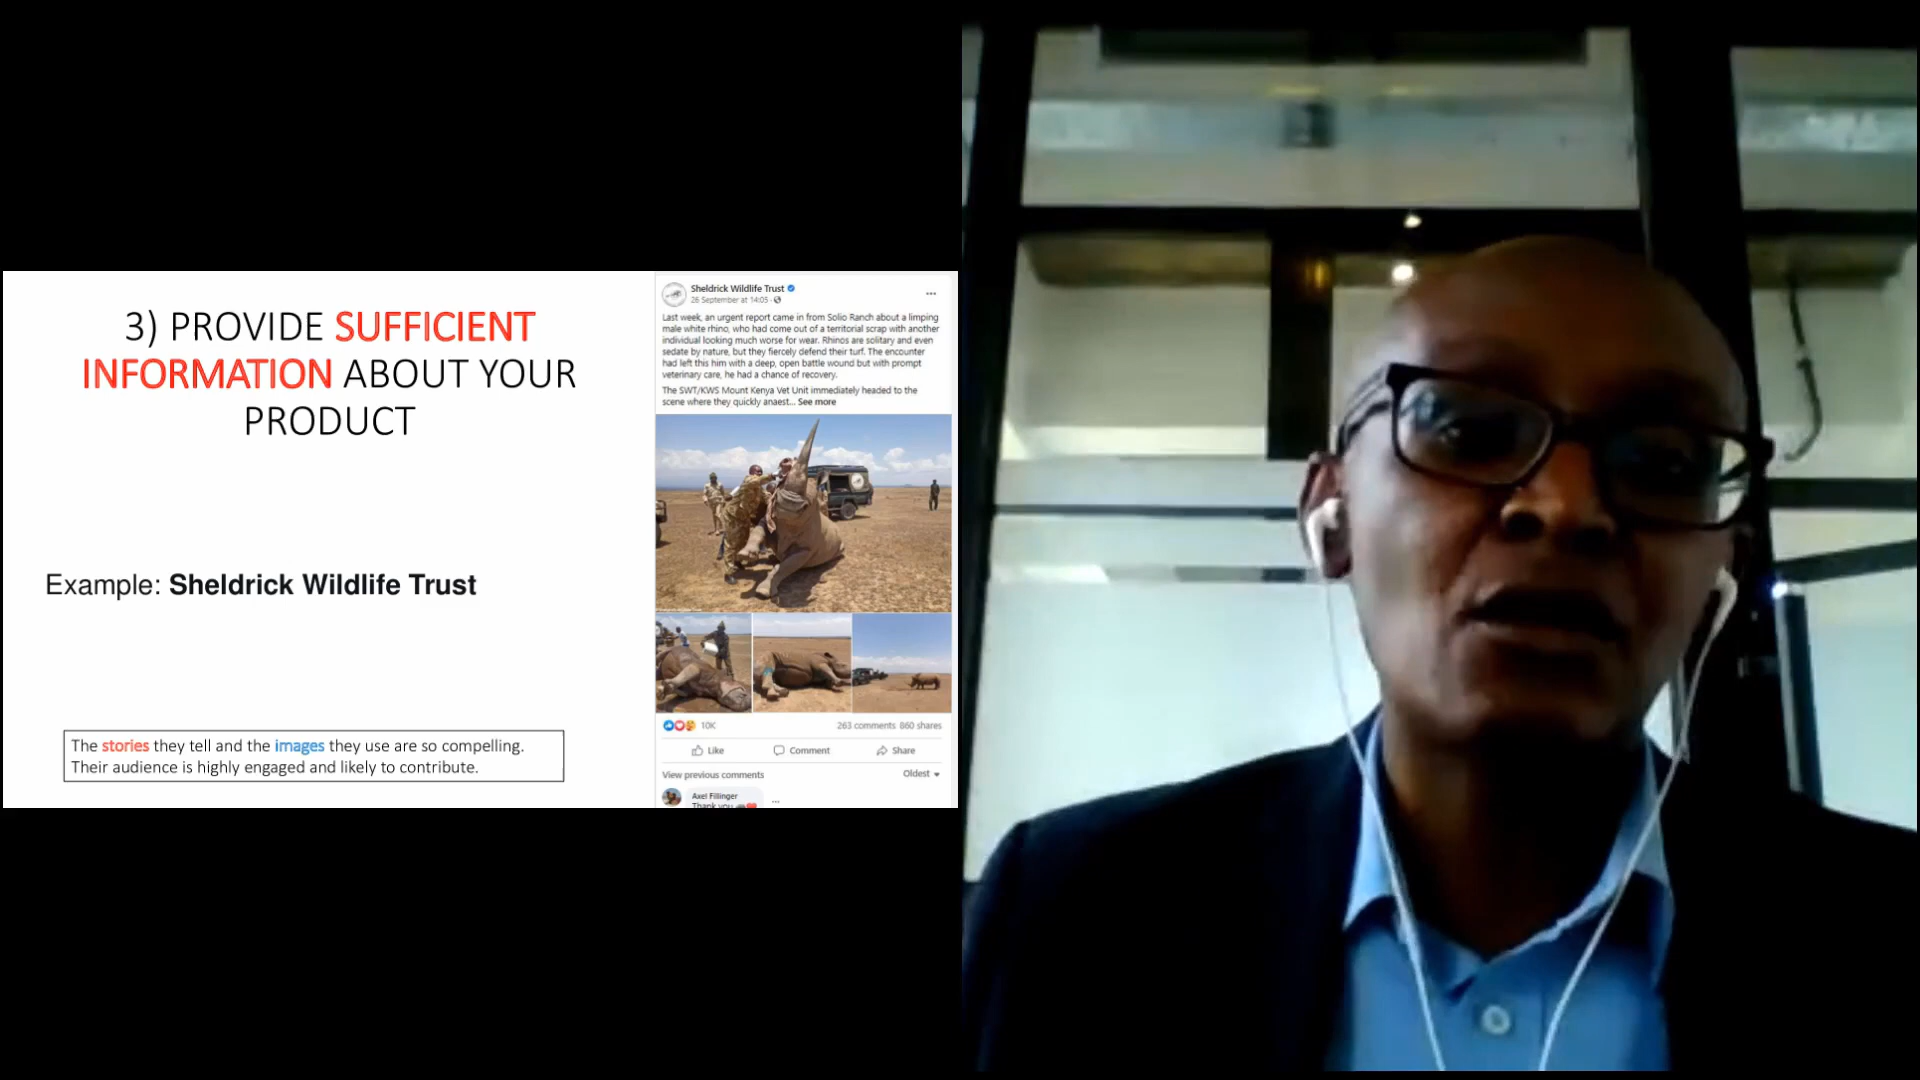 3) PROVIDE SUFFICIENT
INFORMATION ABOUT YOUR
PRODUCT
Example: Sheldrick Wildlife Trust
The stories they tell and the images they use are so compelling.
Their audience is highly engaged and likely to contribute.
Sheldrick Wildlife Trust
26 September at 14:05 ·
Last week, an urgent report came in from Solio Ranch about a limping
male white rhino, who had come out of a territorial scrap with another
individual looking much worse for wear. Rhinos are solitary and even
sedate by nature, but they fiercely defend their turf. The encounter
had left this him with a deep, open battle wound but with prompt
veterinary care, he had a chance of recovery.
The SWT/KWS Mount Kenya Vet Unit immediately headed to the
scene where they quickly anaest... See more
10K
263 comments 860 shares
Like Comment Share
View previous comments
Oldest
Axel Fillinger
Thank you